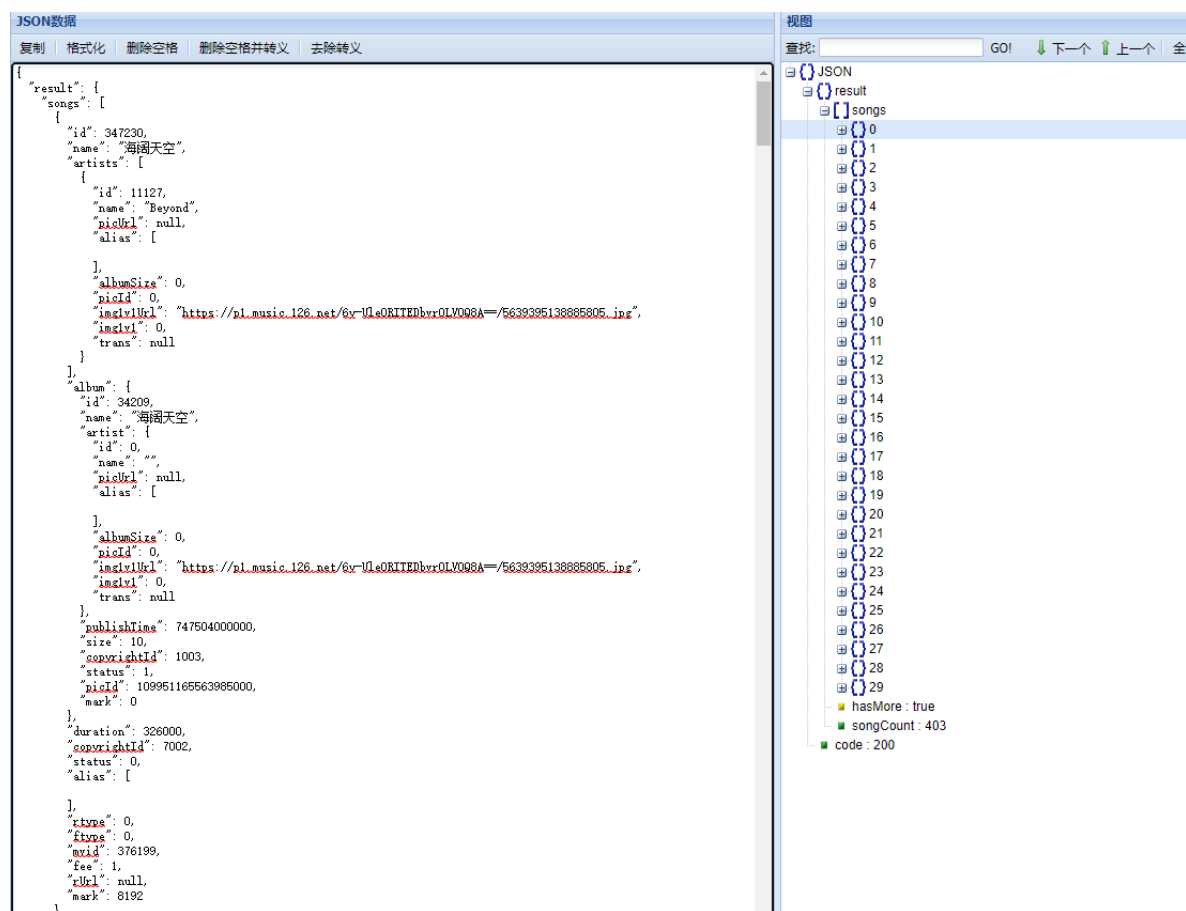 JSON数据
复制 格式化 删除空格 删除空格并转义 去除转义
{
"result": {
"songs": [
{
"id": 347230,
"name": "海阔天空",
"artists": [
{
"id": 11127,
"name": "Beyond",
"picUrl": null,
"alias": [
],
"albumSize": 0,
"picId": 0,
"img1v1Url": "https://p1.music.126.net/6y-UleORITEDbvrOLV0Q8A==/5639395138885805.jpg",
"img1v1": 0,
"trans": null
}
],
"album": {
"id": 34209,
"name": "海阔天空",
"artist": {
"id": 0,
"name": "",
"picUrl": null,
"alias": [
],
"albumSize": 0,
"picId": 0,
"img1v1Url": "https://p1.music.126.net/6y-UleORITEDbvrOLV0Q8A==/5639395138885805.jpg",
"img1v1": 0,
"trans": null
},
"publishTime": 747504000000,
"size": 10,
"copyrightId": 1003,
"status": 1,
"picId": 109951165563985000,
"mark": 0
},
"duration": 326000,
"copyrightId": 7002,
"status": 0,
"alias": [
],
"rtype": 0,
"ftype": 0,
"mvid": 376199,
"fee": 1,
"rUrl": null,
"mark": 8192
}
视图
查找: GO! 下一个 上一个 全
{} JSON
{} result
[] songs
{} 0
{} 1
{} 2
{} 3
{} 4
{} 5
{} 6
{} 7
{} 8
{} 9
{} 10
{} 11
{} 12
{} 13
{} 14
{} 15
{} 16
{} 17
{} 18
{} 19
{} 20
{} 21
{} 22
{} 23
{} 24
{} 25
{} 26
{} 27
{} 28
{} 29
hasMore : true
songCount : 403
code : 200